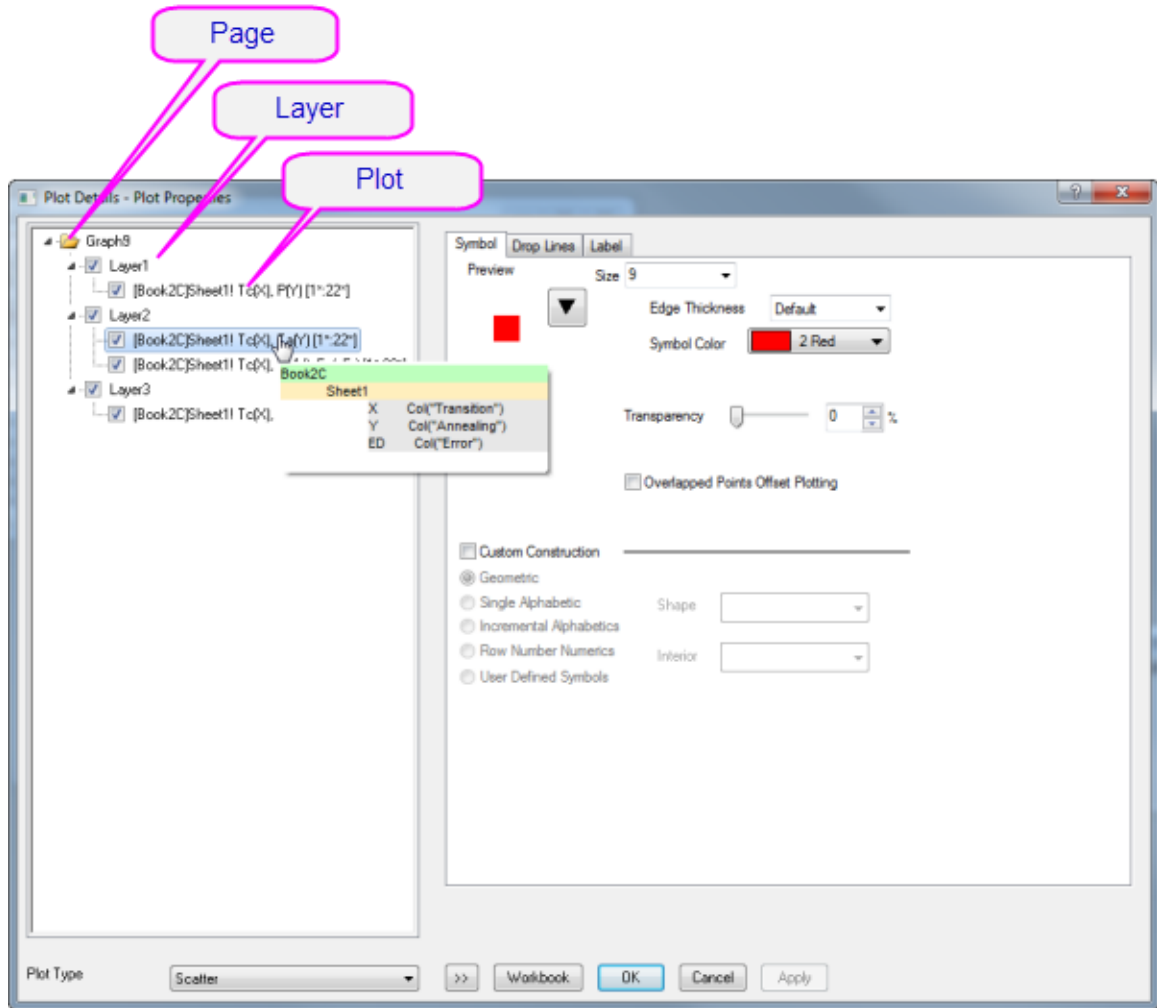 Page
Layer
Plot
Plot Details - Plot Properties
Graph9
Layer1
[Book2C]Sheet1! Tc(X), P(Y) [1*:22*]
Layer2
[Book2C]Sheet1! Tc(X), Ta(Y) [1*:22*]
[Book2C]Sheet1! Tc(X),
Layer3
[Book2C]Sheet1! Tc(X),
Book2C
Sheet1
X Col("Transition")
Y Col("Annealing")
ED Col("Error")
Symbol Drop Lines Label
Preview Size 9
Edge Thickness Default
Symbol Color 2 Red
Transparency 0 %
Overlapped Points Offset Plotting
Custom Construction
Geometric
Single Alphabetic Shape
Incremental Alphabetics
Row Number Numerics Interior
User Defined Symbols
Plot Type Scatter >> Workbook OK Cancel Apply